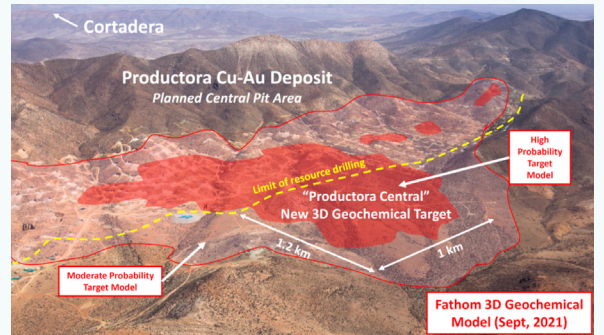 Cortadera
Productora Cu-Au Deposit
Planned Central Pit Area
High
Probability
Target
Model
Limit of resource drilling
“Productora Central”
New 3D Geochemical Target
1.2 km
1 km
Moderate Probability
Target Model
Fathom 3D Geochemical
Model (Sept, 2021)